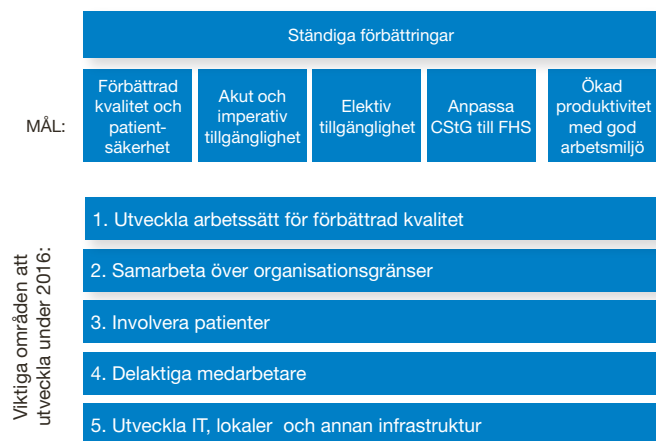 Ständiga förbättringar
MÅL:
Förbättrad
kvalitet och
patient-
säkerhet
Akut och
imperativ
tillgänglighet
Elektiv
tillgänglighet
Anpassa
CStG till FHS
Ökad
produktivitet
med god
arbetsmiljö
Viktiga områden att
utveckla under 2016:
1. Utveckla arbetssätt för förbättrad kvalitet
2. Samarbeta över organisationsgränser
3. Involvera patienter
4. Delaktiga medarbetare
5. Utveckla IT, lokaler och annan infrastruktur